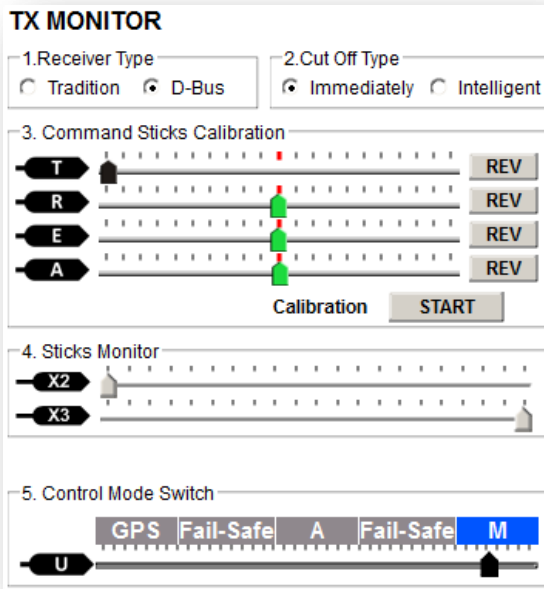 TX MONITOR
1.Receiver Type
2.Cut Off Type
Tradition D-Bus
Immediately Intelligent
3. Command Sticks Calibration
T REV
R REV
E REV
A REV
Calibration START
4. Sticks Monitor
X2
X3
5. Control Mode Switch
GPS Fail-Safe A Fail-Safe M
U